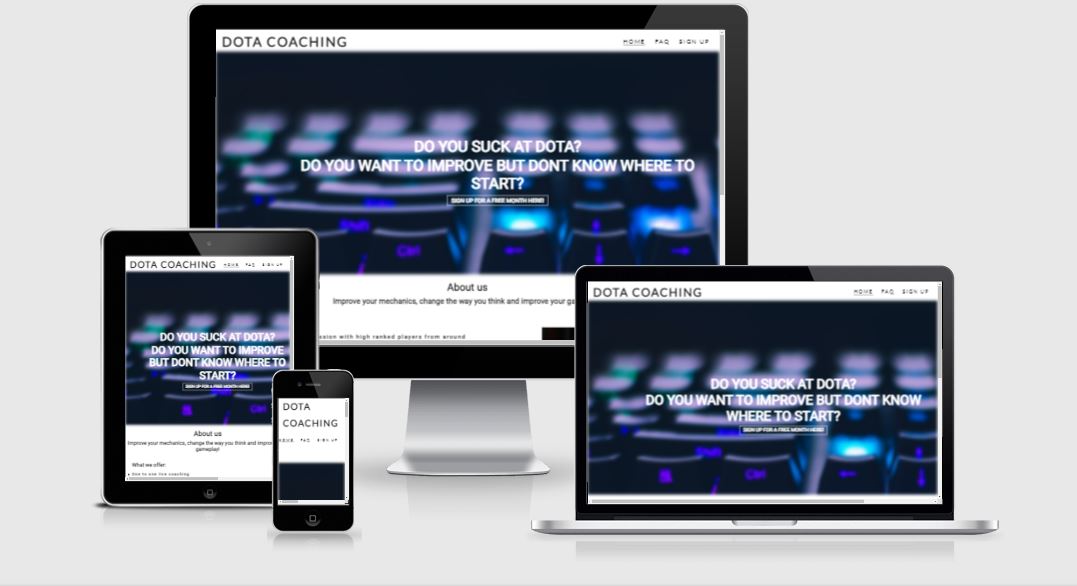 DOTA COACHING
HOME FAQ SIGN UP
DO YOU SUCK AT DOTA?
DO YOU WANT TO IMPROVE BUT DONT KNOW WHERE TO
START?
SIGN UP FOR A FREE MONTH HERE!
Shift
Ctrl
About us
Improve your mechanics, change the way you think and improve your ga
ssion with high ranked players from around
DOTA COACHING
HOME FAQ SIGN UP
DO YOU SUCK AT DOTA?
DO YOU WANT TO IMPROVE
BUT DONT KNOW WHERE TO
START?
SIGN UP FOR A FREE MONTH HERE!
Ctrl
About us
Improve your mechanics, change the way you think and improv
gameplay!
What we offer:
One to one live coaching
DOTA
COACHING
HOME FAQ SIGN UP
DOTA COACHING
HOME FAQ SIGN UP
DO YOU SUCK AT DOTA?
DO YOU WANT TO IMPROVE BUT DONT KNOW
WHERE TO START?
SIGN UP FOR A FREE MONTH HERE!
Shift
Ctrl